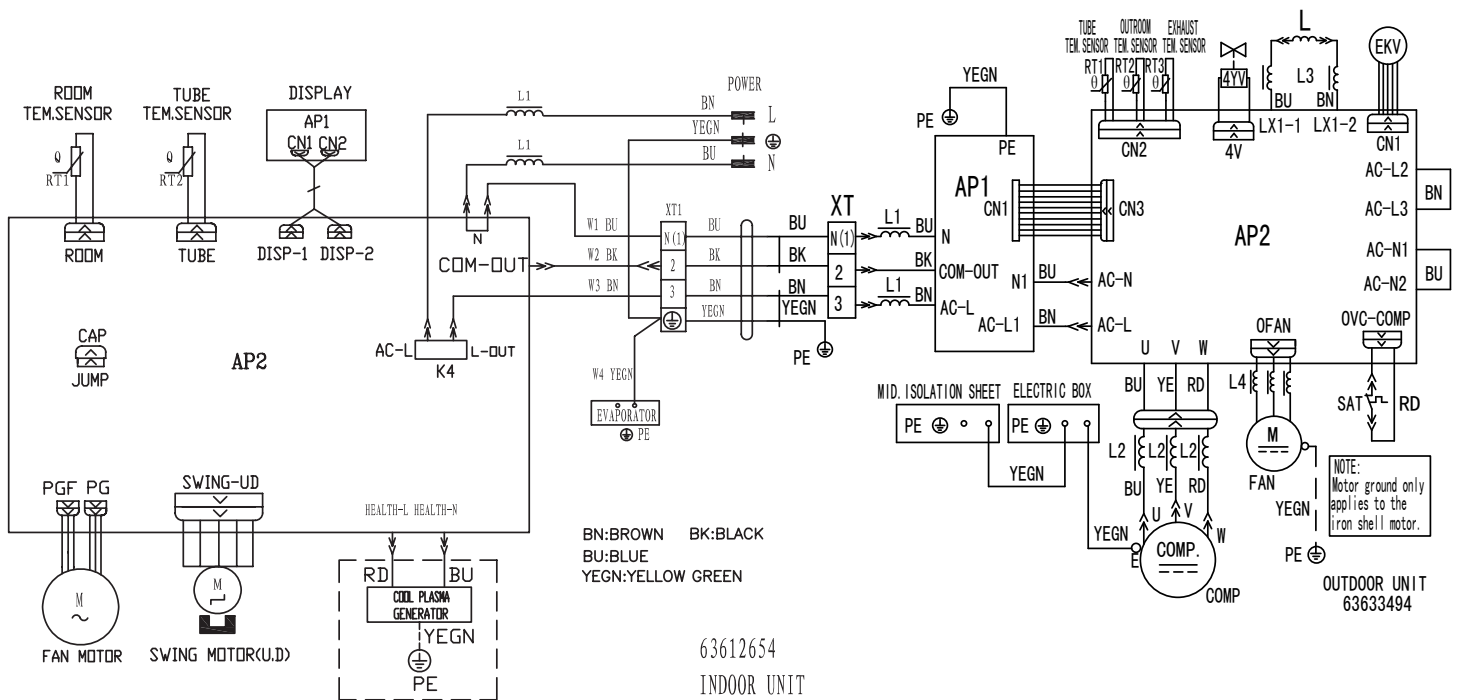 ROOM
TEM.SENSOR
RT1
ROOM
TUBE
TEM.SENSOR
RT2
TUBE
DISPLAY
AP1
CN1 CN2
DISP-1 DISP-2
L1
L1
POWER
BN L
YEGN
BU N
N
COM-OUT
W1 BU
W2 BK
W3 BN
W4 YEGN
XT1
N(1)
2
3
BU
BK
BN
YEGN
AC-L
L-OUT
K4
EVAPORATOR
PE
CAP
JUMP
AP2
PGF PG
SWING-UD
HEALTH-L HEALTH-N
M
~
FAN MOTOR
M
SWING MOTOR(U.D)
RD
BU
COOL PLASMA
GENERATOR
YEGN
PE
BN:BROWN BK:BLACK
BU:BLUE
YEGN:YELLOW GREEN
63612654
INDOOR UNIT
BU
BK
BN
YEGN
PE
XT
N(1)
2
3
L1
BU
BK
L1
BN
YEGN
PE
PE
AP1
CN1
N
COM-OUT
AC-L
N1
AC-L1
BU
BN
CN3
AC-N
AC-L
TUBE
TEM.SENSOR
OUTROOM
TEM.SENSOR
EXHAUST
TEM.SENSOR
RT1
RT2
RT3
θ
θ
θ
CN2
4YV
4V
L
L3
BU
BN
LX1-1
LX1-2
EKV
CN1
AP2
AC-L2
AC-L3
BN
AC-N1
AC-N2
BU
U V W
OFAN
OVC-COMP
BU YE RD
L4
SAT
RD
MID. ISOLATION SHEET
PE
ELECTRIC BOX
PE
YEGN
L2 L2 L2
BU YE RD
U V W
YEGN
E
COMP.
COMP
M
FAN
YEGN
PE
NOTE:
Motor ground only
applies to the
iron shell motor.
OUTDOOR UNIT
63633494